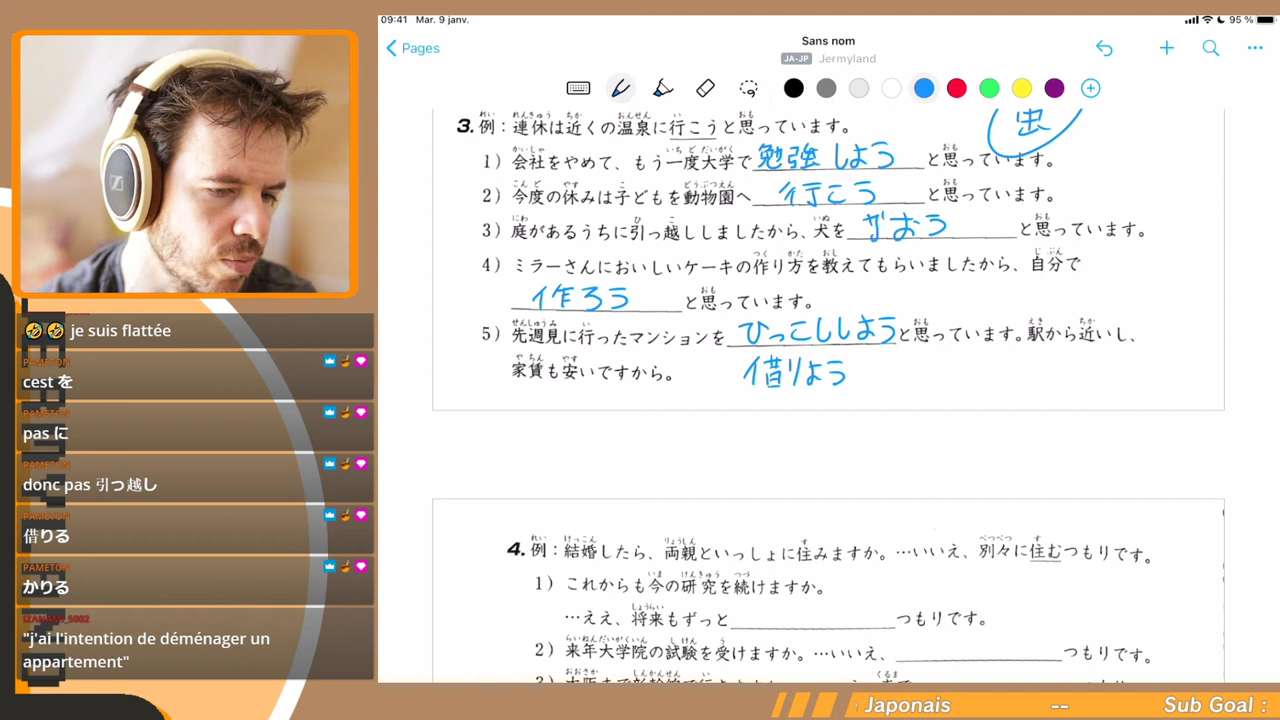 09:41 Mar. 9 janv.
95 %
Pages
Sans nom
JA-JP Jermyland
3. 例：連休は近くの温泉に行こうと思っています。
虫
1）会社をやめて、もう一度大学で 勉強しよう と思っています。
2）今度の休みは子どもを動物園へ 行こう と思っています。
3）庭があるうちに引っ越ししましたから、犬を と思っています。
4）ミラーさんにおいしいケーキの作り方を教えてもらいましたから、自分で
作ろう と思っています。
5）先週見に行ったマンションを ひっこししよう と思っています。駅から近いし、
家賃も安いですから。 借りよう
4. 例：結婚したら、両親といっしょに住みますか。…いいえ、別々に住むつもりです。
1）これからも今の研究を続けますか。
…ええ、将来もずっと つもりです。
2）来年大学院の試験を受けますか。…いいえ、 つもりです。
je suis flattée
PAMETON
cest を
PAMETON
pas に
PAMETON
donc pas 引っ越し
PAMETON
借りる
PAMETON
かりる
"j'ai l'intention de déménager un
appartement"
Japonais -- Sub Goal :